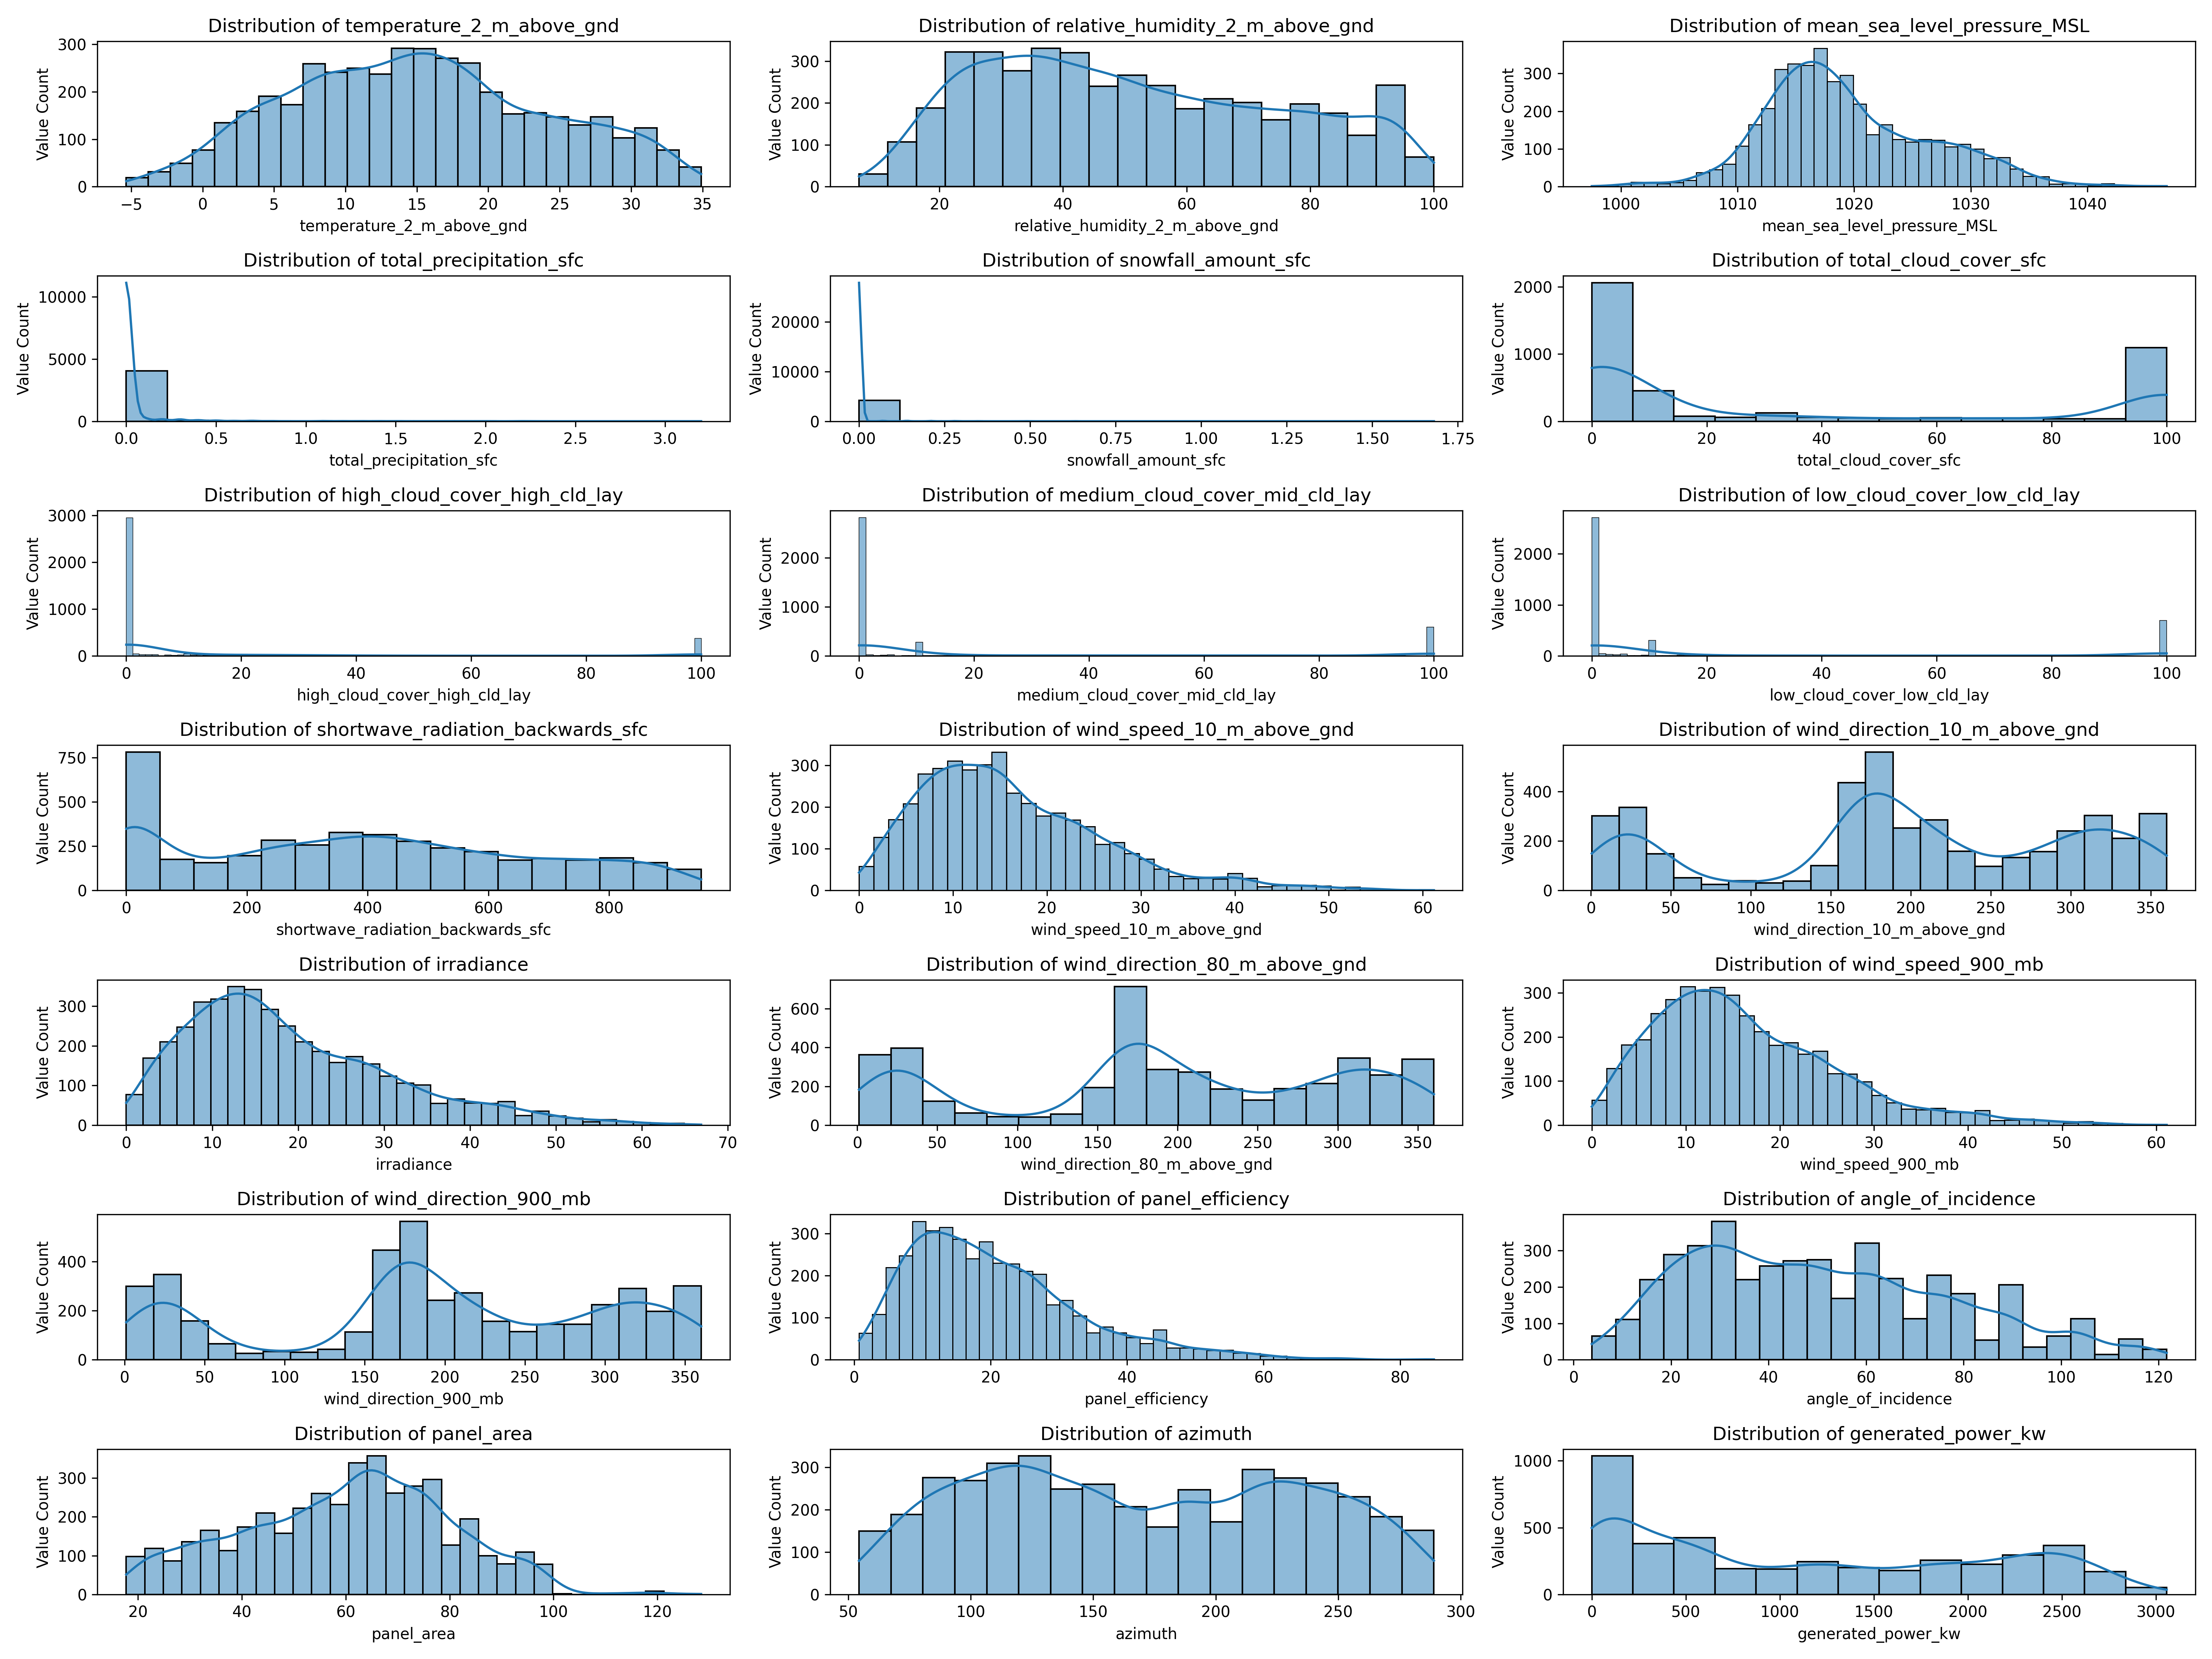 Distribution of temperature_2_m_above_gnd
Value Count
300
200
100
0
−5 0 5 10 15 20 25 30 35
temperature_2_m_above_gnd
Distribution of relative_humidity_2_m_above_gnd
Value Count
300
200
100
0
20 40 60 80 100
relative_humidity_2_m_above_gnd
Distribution of mean_sea_level_pressure_MSL
Value Count
300
200
100
0
1000 1010 1020 1030 1040
mean_sea_level_pressure_MSL
Distribution of total_precipitation_sfc
Value Count
10000
5000
0
0.0 0.5 1.0 1.5 2.0 2.5 3.0
total_precipitation_sfc
Distribution of snowfall_amount_sfc
Value Count
20000
10000
0
0.00 0.25 0.50 0.75 1.00 1.25 1.50 1.75
snowfall_amount_sfc
Distribution of total_cloud_cover_sfc
Value Count
2000
1000
0
0 20 40 60 80 100
total_cloud_cover_sfc
Distribution of high_cloud_cover_high_cld_lay
Value Count
3000
2000
1000
0
0 20 40 60 80 100
high_cloud_cover_high_cld_lay
Distribution of medium_cloud_cover_mid_cld_lay
Value Count
2000
1000
0
0 20 40 60 80 100
medium_cloud_cover_mid_cld_lay
Distribution of low_cloud_cover_low_cld_lay
Value Count
2000
1000
0
0 20 40 60 80 100
low_cloud_cover_low_cld_lay
Distribution of shortwave_radiation_backwards_sfc
Value Count
750
500
250
0
0 200 400 600 800
shortwave_radiation_backwards_sfc
Distribution of wind_speed_10_m_above_gnd
Value Count
300
200
100
0
0 10 20 30 40 50 60
wind_speed_10_m_above_gnd
Distribution of wind_direction_10_m_above_gnd
Value Count
400
200
0
0 50 100 150 200 250 300 350
wind_direction_10_m_above_gnd
Distribution of irradiance
Value Count
300
200
100
0
0 10 20 30 40 50 60 70
irradiance
Distribution of wind_direction_80_m_above_gnd
Value Count
600
400
200
0
0 50 100 150 200 250 300 350
wind_direction_80_m_above_gnd
Distribution of wind_speed_900_mb
Value Count
300
200
100
0
0 10 20 30 40 50 60
wind_speed_900_mb
Distribution of wind_direction_900_mb
Value Count
400
200
0
0 50 100 150 200 250 300 350
wind_direction_900_mb
Distribution of panel_efficiency
Value Count
300
200
100
0
0 20 40 60 80
panel_efficiency
Distribution of angle_of_incidence
Value Count
300
200
100
0
0 20 40 60 80 100 120
angle_of_incidence
Distribution of panel_area
Value Count
300
200
100
0
20 40 60 80 100 120
panel_area
Distribution of azimuth
Value Count
300
200
100
0
50 100 150 200 250 300
azimuth
Distribution of generated_power_kw
Value Count
1000
500
0
0 500 1000 1500 2000 2500 3000
generated_power_kw